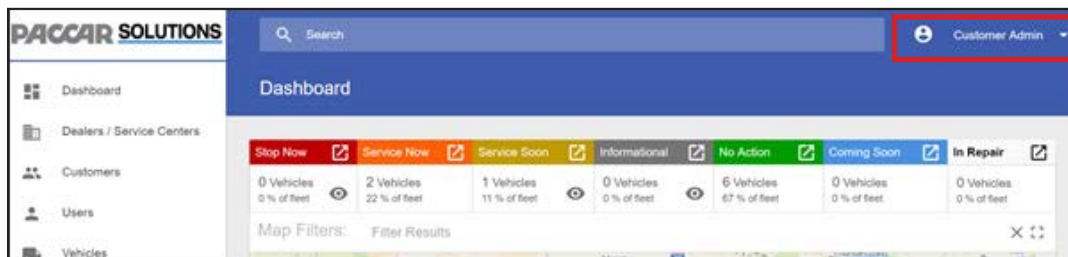 PACCAR SOLUTIONS
Search
Customer Admin
Dashboard
Dealers / Service Centers
Customers
Users
Vehicles
Dashboard
Stop Now
Service Now
Service Soon
Informational
No Action
Coming Soon
In Repair
0 Vehicles
0 % of fleet
2 Vehicles
22 % of fleet
1 Vehicles
11 % of fleet
0 Vehicles
0 % of fleet
6 Vehicles
67 % of fleet
0 Vehicles
0 % of fleet
0 Vehicles
0 % of fleet
Map Filters:
Filter Results